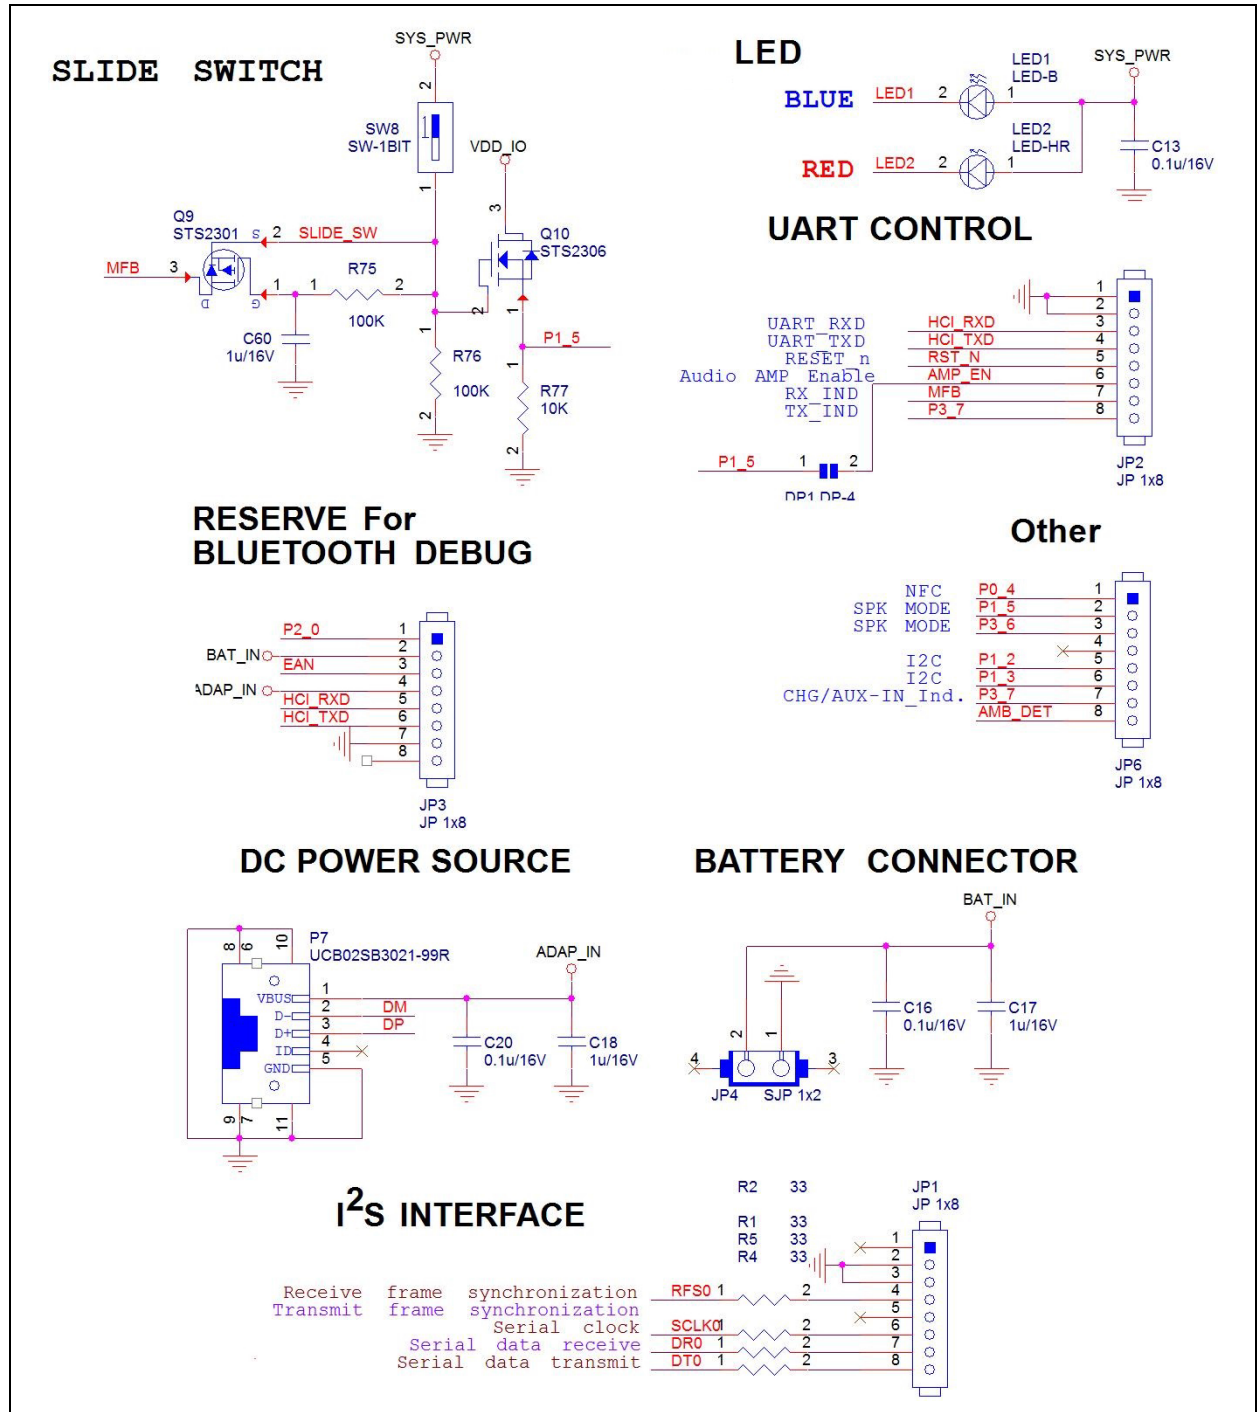 SLIDE SWITCH
SYS_PWR
2
1
SW8
SW-1BIT
1
VDD_IO
3
Q9
STS2301
S
2
SLIDE_SW
MFB
3
D
G
1
1
R75
2
100K
C60
1u/16V
Q10
STS2306
2
1
P1_5
1
R76
100K
2
1
R77
10K
2
LED
BLUE
LED1
2
LED1
LED-B
1
SYS_PWR
RED
LED2
2
LED2
LED-HR
1
C13
0.1u/16V
UART CONTROL
1
2
UART_RXD HCI_RXD 3
UART_TXD HCI_TXD 4
RESET_n RST_N 5
Audio AMP Enable AMP_EN 6
RX_IND MFB 7
TX_IND P3_7 8
P1_5 1 2
DP1 DP-4
JP2
JP 1x8
RESERVE For
BLUETOOTH DEBUG
P2_0 1
BAT_IN 2
EAN 3
ADAP_IN 4
HCI_RXD 5
HCI_TXD 6
7
8
JP3
JP 1x8
Other
NFC P0_4 1
SPK MODE P1_5 2
SPK MODE P3_6 3
4
I2C P1_2 5
I2C P1_3 6
CHG/AUX-IN_Ind. P3_7 7
AMB_DET 8
JP6
JP 1x8
DC POWER SOURCE
8 6 10
P7
UCB02SB3021-99R
VBUS 1
D- 2 DM
D+ 3 DP
ID 4
GND 5
9 7 11
ADAP_IN
C20
0.1u/16V
C18
1u/16V
BATTERY CONNECTOR
BAT_IN
2 1
4 3
JP4 SJP 1x2
C16
0.1u/16V
C17
1u/16V
I2S INTERFACE
R2 33
R1 33
R5 33
R4 33
JP1
JP 1x8
1
2
3
Receive frame synchronization RFS0 1 2 4
Transmit frame synchronization 5
Serial clock SCLK0 1 2 6
Serial data receive DR0 1 2 7
Serial data transmit DT0 1 2 8